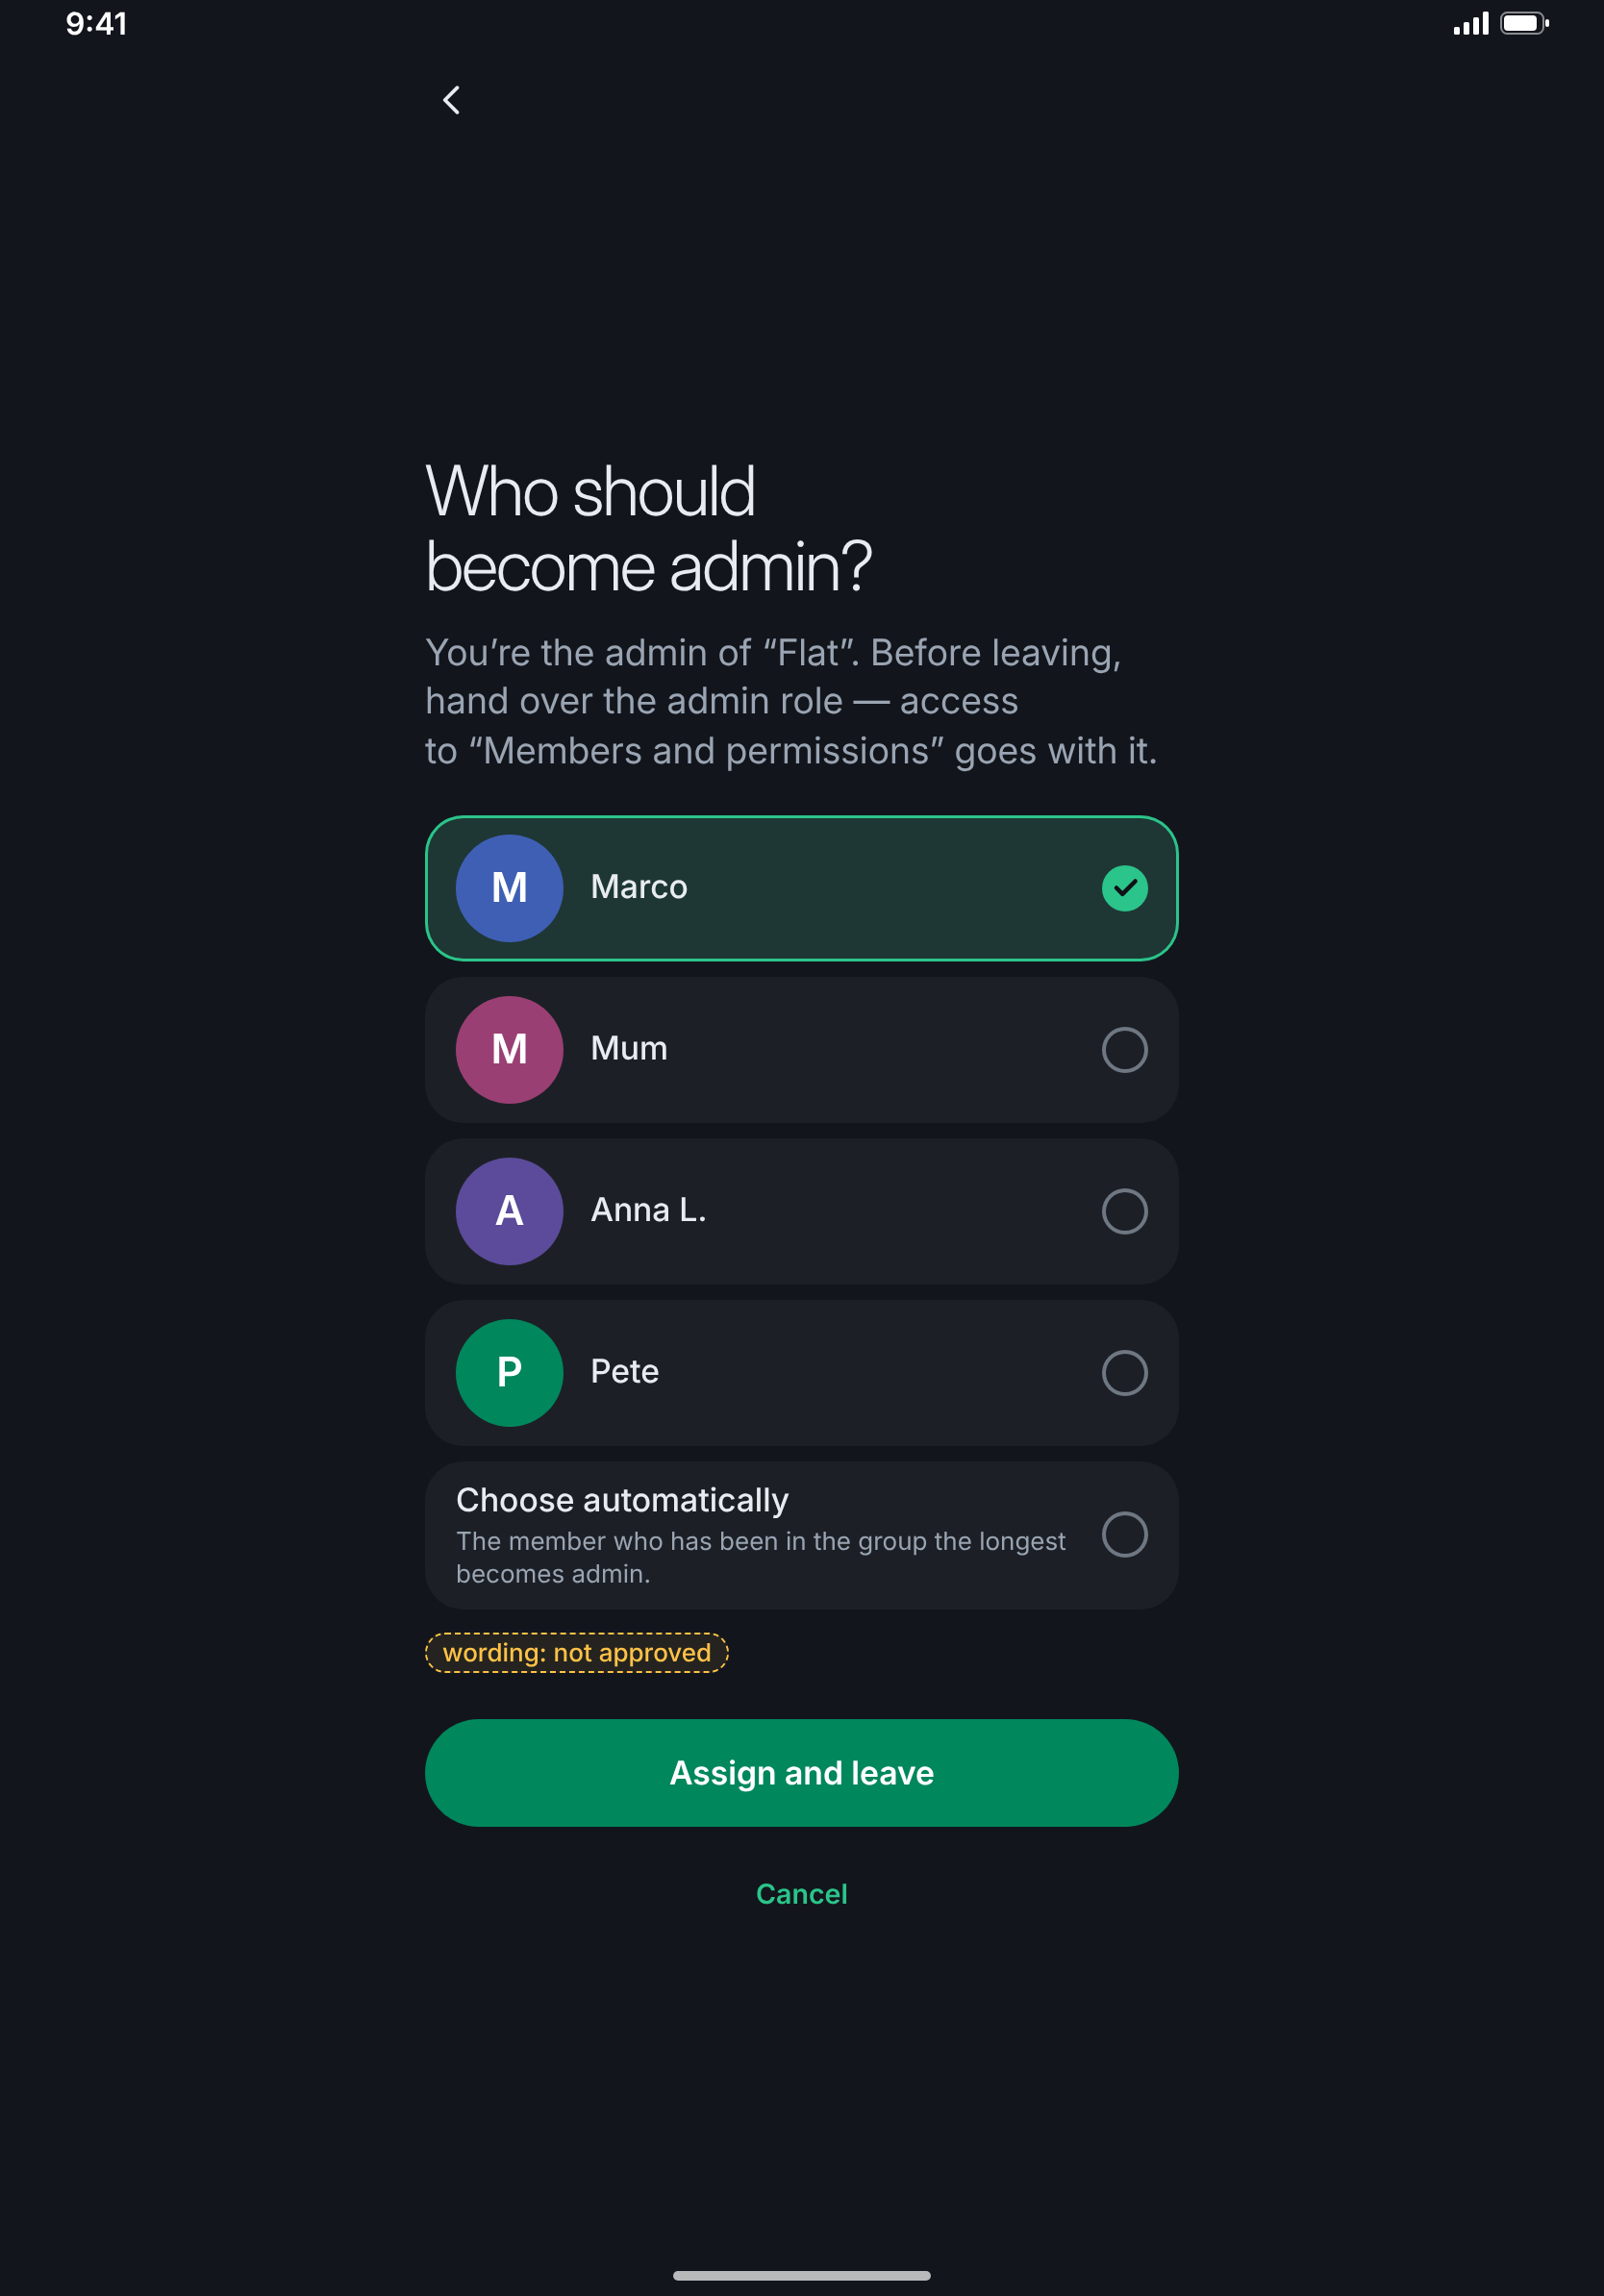 9:41
Who should
become admin?
You’re the admin of “Flat”. Before leaving,
hand over the admin role — access
to “Members and permissions” goes with it.
M
Marco
M
Mum
A
Anna L.
P
Pete
Choose automatically
The member who has been in the group the longest
becomes admin.
wording: not approved
Assign and leave
Cancel